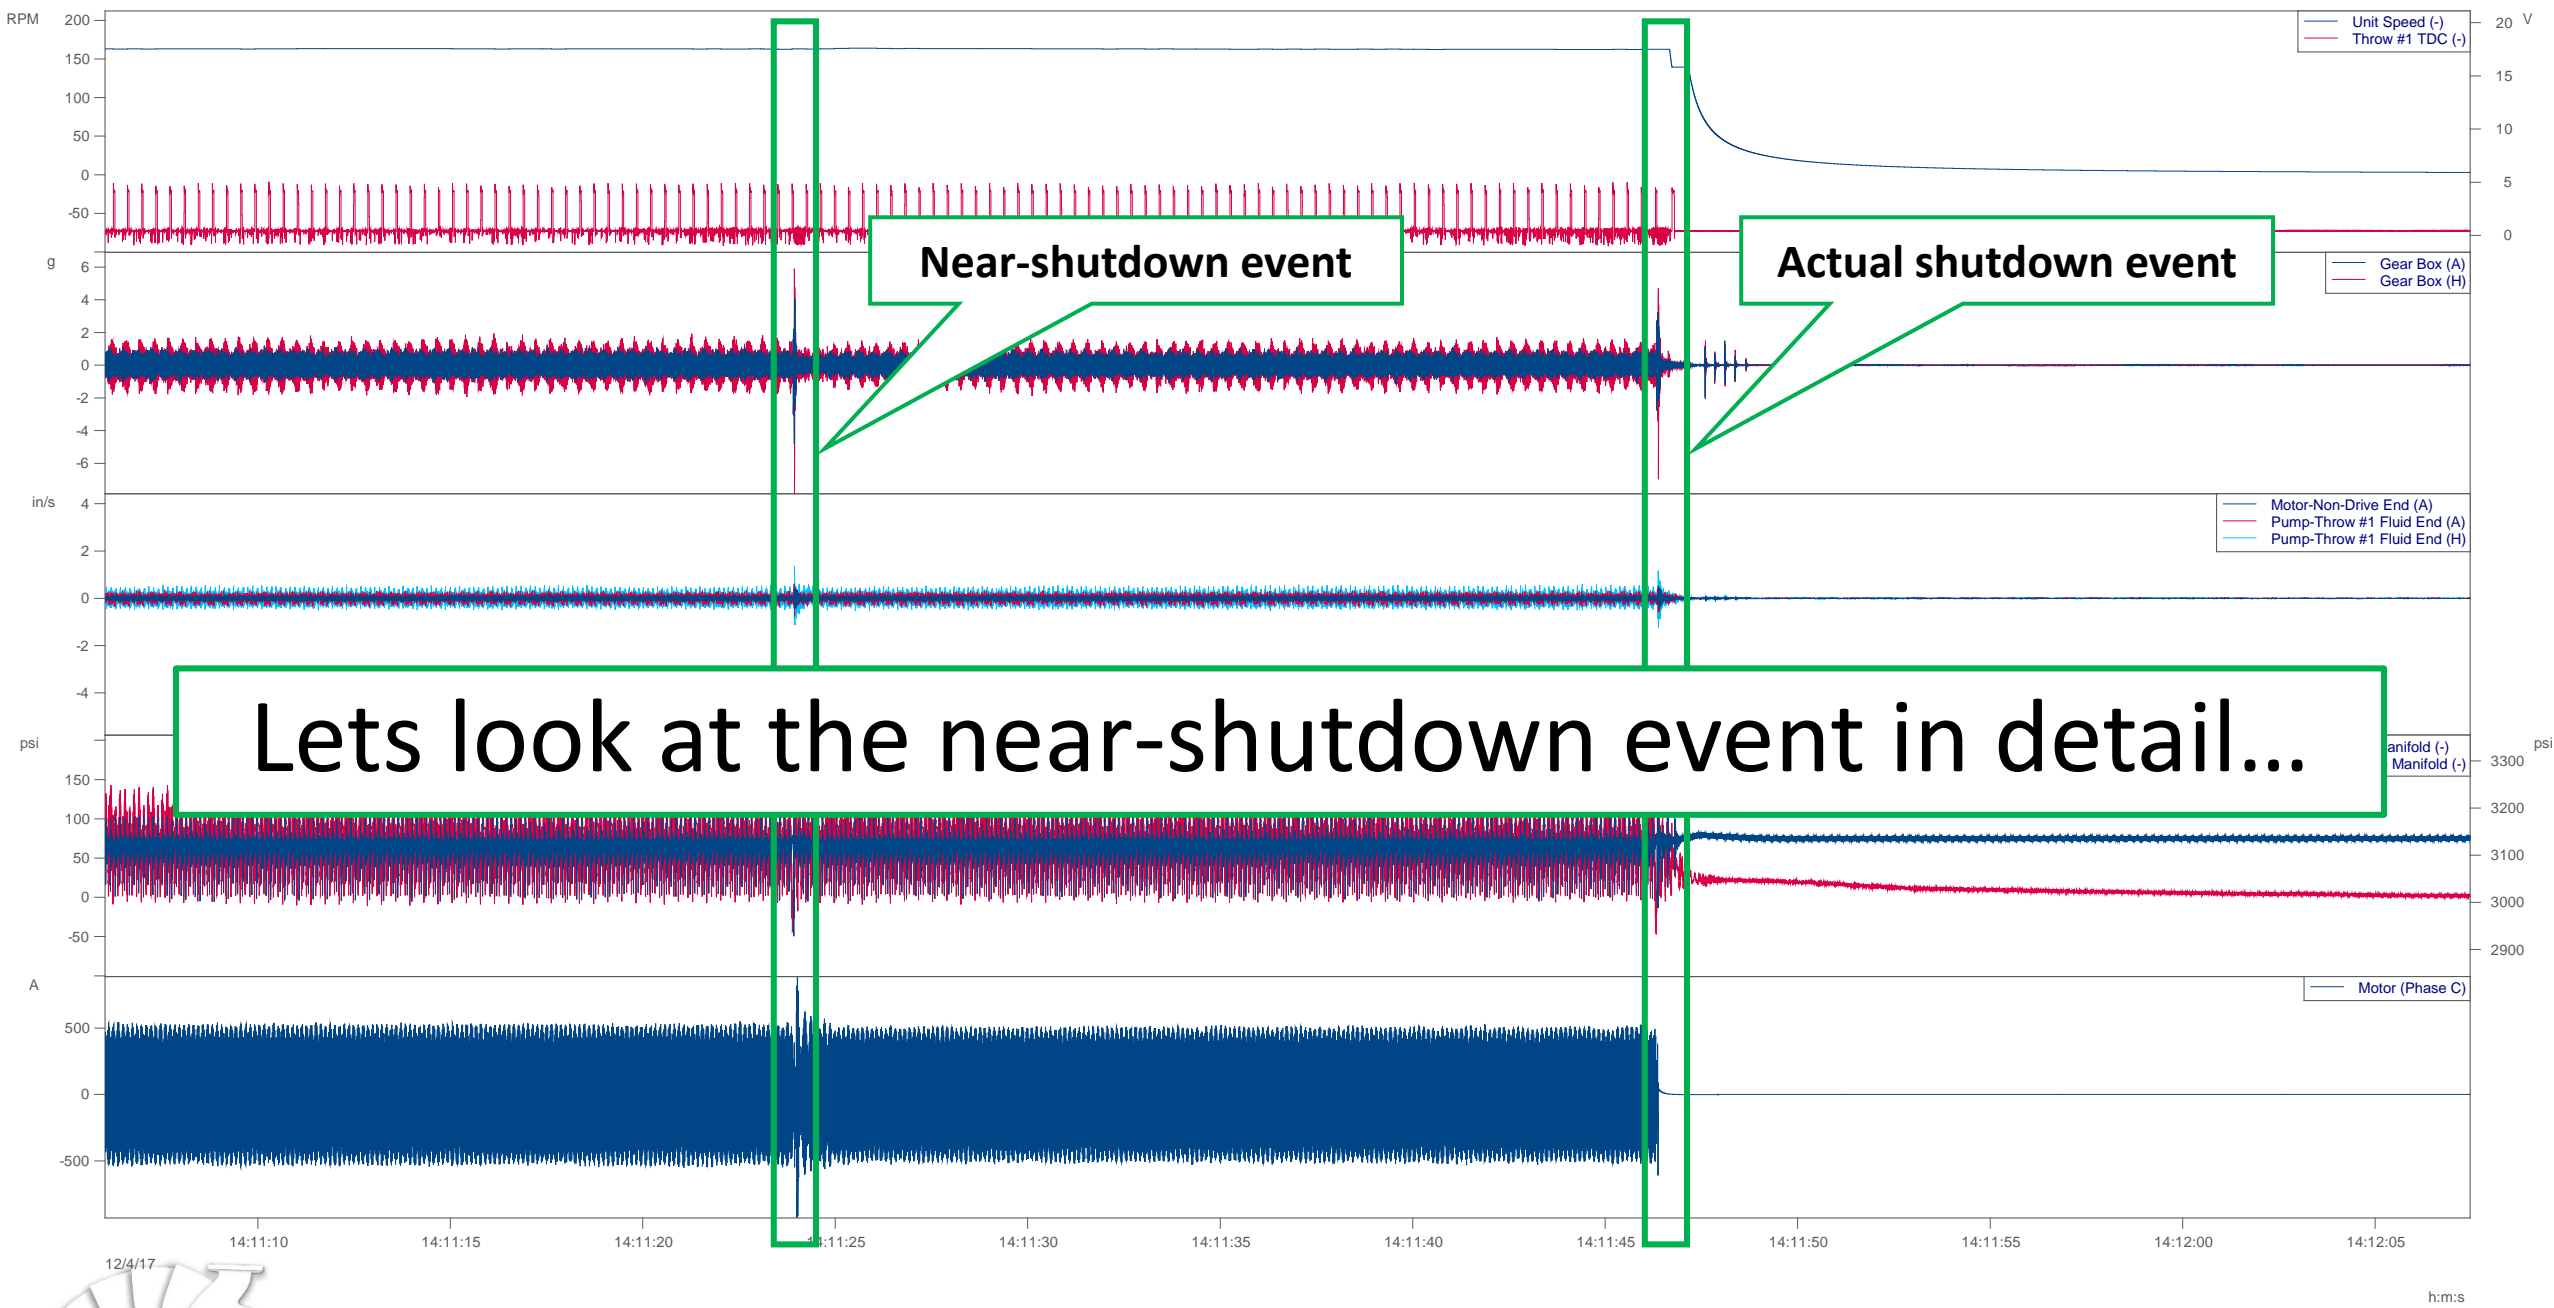 RPM
200
150
100
50
0
-50
20 V
15
10
5
0
Unit Speed (-)
Throw #1 TDC (-)
Near-shutdown event
Actual shutdown event
g
6
4
2
0
-2
-4
-6
Gear Box (A)
Gear Box (H)
in/s
4
2
0
-2
-4
Motor-Non-Drive End (A)
Pump-Throw #1 Fluid End (A)
Pump-Throw #1 Fluid End (H)
Lets look at the near-shutdown event in detail...
psi
150
100
50
0
-50
anifold (-)
Manifold (-)
psi
3300
3200
3100
3000
2900
A
500
0
-500
Motor (Phase C)
14:11:10 14:11:15 14:11:20 14:11:25 14:11:30 14:11:35 14:11:40 14:11:45 14:11:50 14:11:55 14:12:00 14:12:05
12/4/17
h:m:s